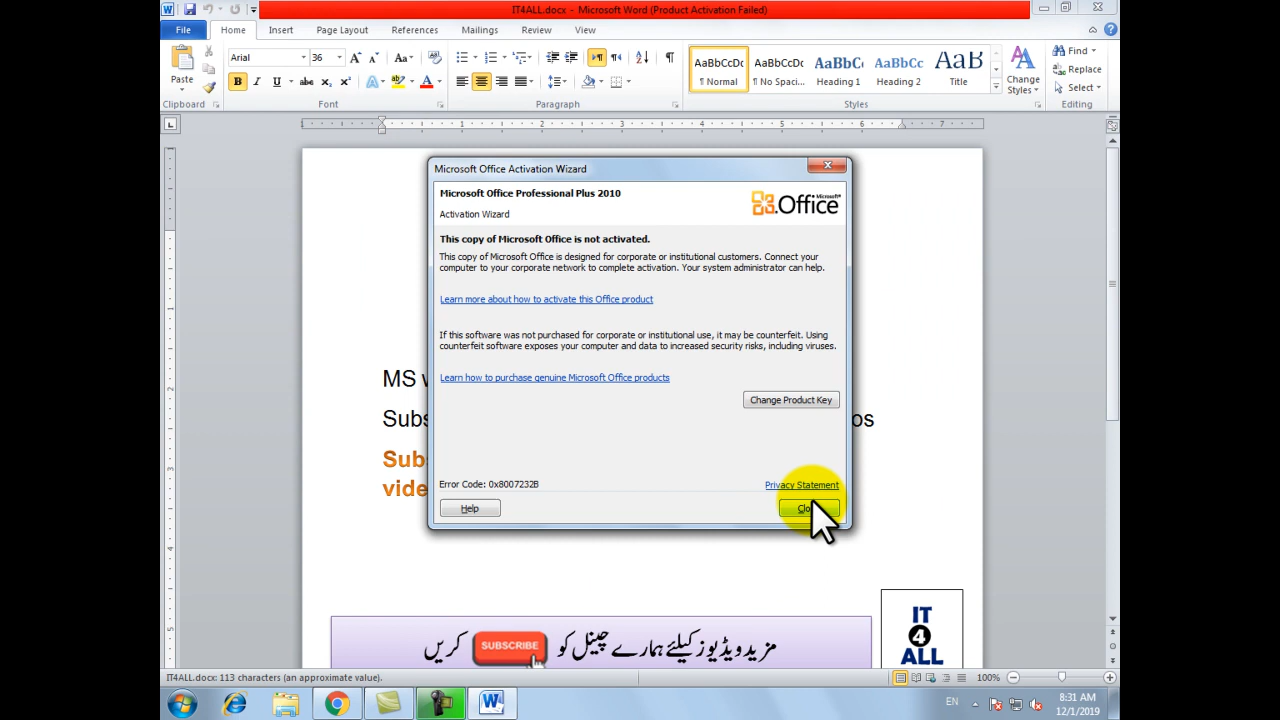 IT4ALL.docx - Microsoft Word (Product Activation Failed)
File Home Insert Page Layout References Mailings Review View
Paste
Arial 36
AaBbCcDc AaBbCcDc AaBbCc AaBbCc AaB
¶ Normal ¶ No Spaci... Heading 1 Heading 2 Title
Change Styles
Find
Replace
Select
Clipboard Font Paragraph Styles Editing
Microsoft Office Activation Wizard
Microsoft Office Professional Plus 2010
Activation Wizard
Microsoft Office
This copy of Microsoft Office is not activated.
This copy of Microsoft Office is designed for corporate or institutional customers. Connect your
computer to your corporate network to complete activation. Your system administrator can help.
Learn more about how to activate this Office product
If this software was not purchased for corporate or institutional use, it may be counterfeit. Using
counterfeit software exposes your computer and data to increased security risks, including viruses.
Learn how to purchase genuine Microsoft Office products
Change Product Key
Error Code: 0x8007232B
Privacy Statement
Help
MS
مزید ویڈیوز کیلئے ہمارے چینل کو SUBSCRIBE کریں
IT
4
ALL
IT4ALL.docx: 113 characters (an approximate value).
100%
EN
8:31 AM
12/1/2019